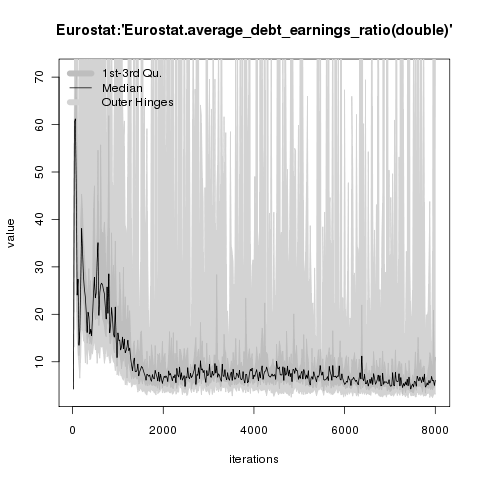 Eurostat:'Eurostat.average_debt_earnings_ratio(double)'
1st-3rd Qu.
Median
Outer Hinges
value
70
60
50
40
30
20
10
0 2000 4000 6000 8000
iterations